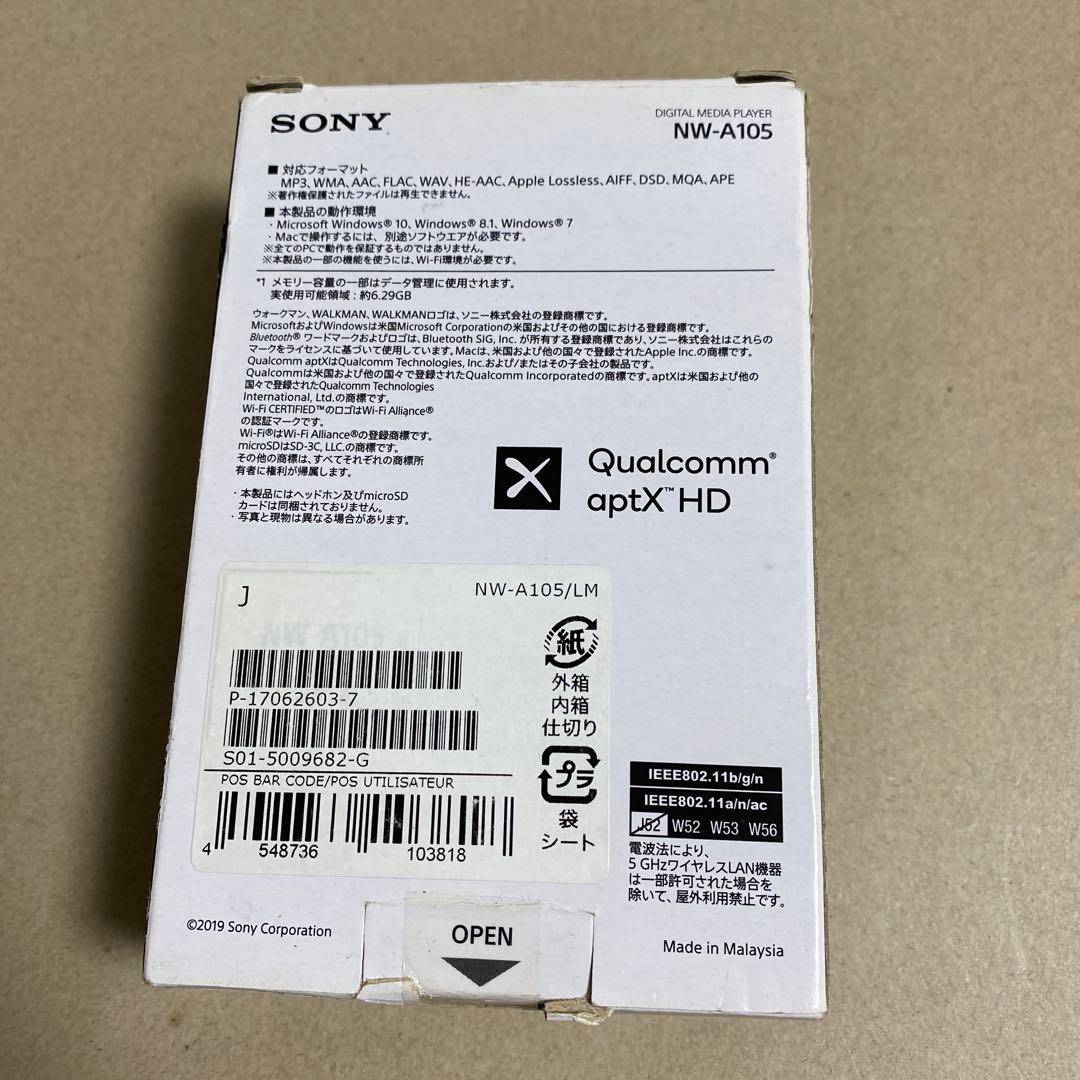 SONY
DIGITAL MEDIA PLAYER
NW-A105
■ 対応フォーマット
MP3、WMA、AAC、FLAC、WAV、HE-AAC、Apple Lossless、AIFF、DSD、MQA、APE
※著作権保護されたファイルは再生できません。
■ 本製品の動作環境
・Microsoft Windows® 10、Windows® 8.1、Windows® 7
・Macで操作するには、別途ソフトウエアが必要です。
※全てのPCで動作を保証するものではありません。
※本製品の一部の機能を使うには、Wi-Fi環境が必要です。
*1 メモリー容量の一部はデータ管理に使用されます。
実使用可能領域：約6.29GB
ウォークマン、WALKMAN、WALKMANロゴは、ソニー株式会社の登録商標です。
MicrosoftおよびWindowsは米国Microsoft Corporationの米国およびその他の国における登録商標です。
Bluetooth® ワードマークおよびロゴは、Bluetooth SIG, Inc. が所有する登録商標であり、ソニー株式会社はこれらの
マークをライセンスに基づいて使用しています。Macは、米国および他の国々で登録されたApple Inc.の商標です。
Qualcomm aptXはQualcomm Technologies, Inc.および/またはその子会社の製品です。
Qualcommは米国および他の国々で登録されたQualcomm Incorporatedの商標です。aptXは米国および他の
国々で登録されたQualcomm Technologies
International, Ltd.の商標です。
Wi-Fi CERTIFIED™のロゴはWi-Fi Alliance®
の認証マークです。
Wi-Fi®はWi-Fi Alliance®の登録商標です。
microSDはSD-3C, LLC.の商標です。
その他の商標は、すべてそれぞれの商標所
有者に権利が帰属します。
・本製品にはヘッドホン及びmicroSD
カードは同梱されておりません。
・写真と現物は異なる場合があります。
Qualcomm®
aptX™ HD
J
NW-A105/LM
P-17062603-7
S01-5009682-G
POS BAR CODE/POS UTILISATEUR
4 548736 103818
紙
外箱
内箱
仕切り
プラ
袋
シート
IEEE802.11b/g/n
IEEE802.11a/n/ac
J52 W52 W53 W56
電波法により、
5 GHzワイヤレスLAN機器
は一部許可された場合を
除いて、屋外利用禁止です。
©2019 Sony Corporation
OPEN
Made in Malaysia